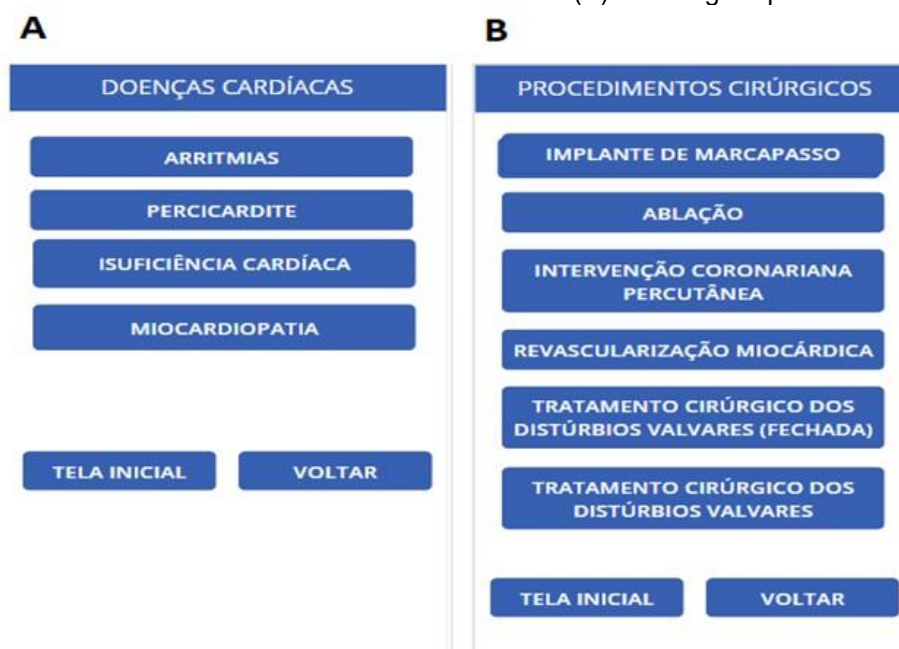 A
DOENÇAS CARDÍACAS
ARRITMIAS
PERCICARDITE
ISUFICIÊNCIA CARDÍACA
MIOCARDIOPATIA
TELA INICIAL
VOLTAR
B
PROCEDIMENTOS CIRÚRGICOS
IMPLANTE DE MARCAPASSO
ABLAÇÃO
INTERVENÇÃO CORONARIANA
PERCUTÂNEA
REVASCULARIZAÇÃO MIOCÁRDICA
TRATAMENTO CIRÚRGICO DOS
DISTÚRBIOS VALVARES (FECHADA)
TRATAMENTO CIRÚRGICO DOS
DISTÚRBIOS VALVARES
TELA INICIAL
VOLTAR